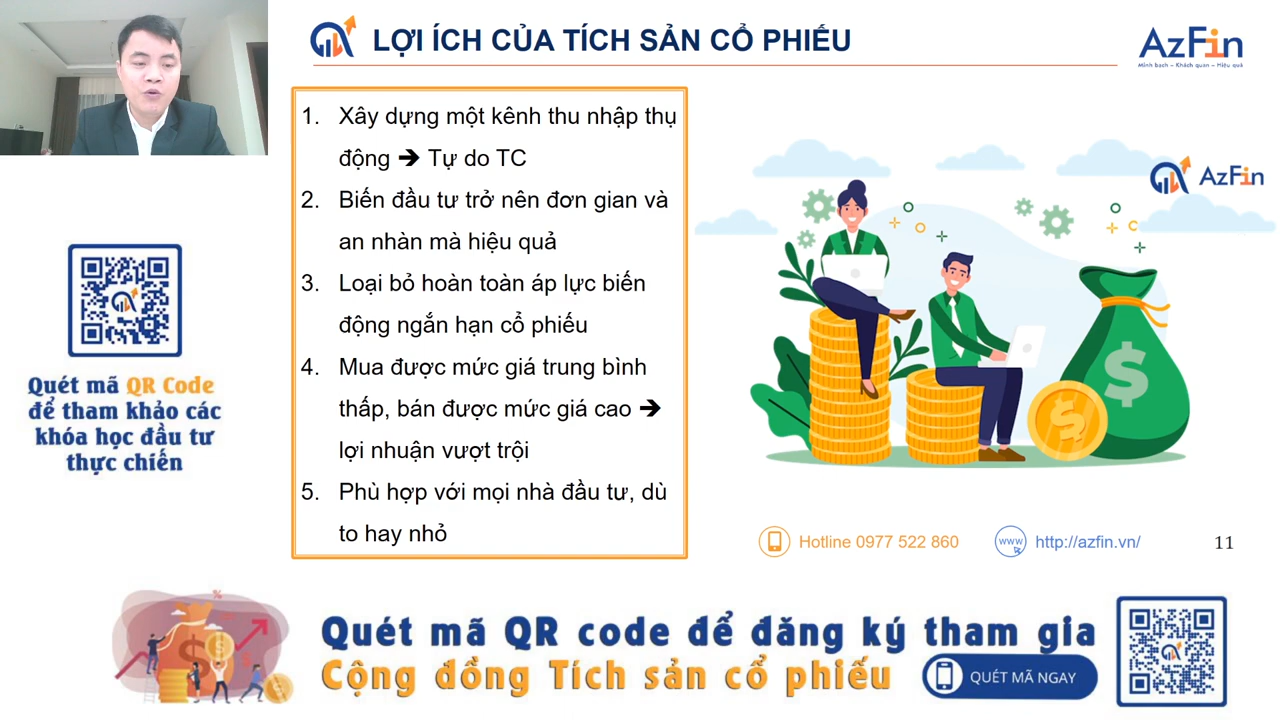 LỢI ÍCH CỦA TÍCH SẢN CỔ PHIẾU
AzFin
Minh bạch – Khách quan – Hiệu quả
1. Xây dựng một kênh thu nhập thụ
động ➔ Tự do TC
2. Biến đầu tư trở nên đơn gian và
an nhàn mà hiệu quả
3. Loại bỏ hoàn toàn áp lực biến
động ngắn hạn cổ phiếu
4. Mua được mức giá trung bình
thấp, bán được mức giá cao ➔
lợi nhuận vượt trội
5. Phù hợp với mọi nhà đầu tư, dù
to hay nhỏ
AzFin
Quét mã QR Code
để tham khảo các
khóa học đầu tư
thực chiến
Hotline 0977 522 860
www
http://azfin.vn/
11
Quét mã QR code để đăng ký tham gia
Cộng đồng Tích sản cổ phiếu
QUÉT MÃ NGAY